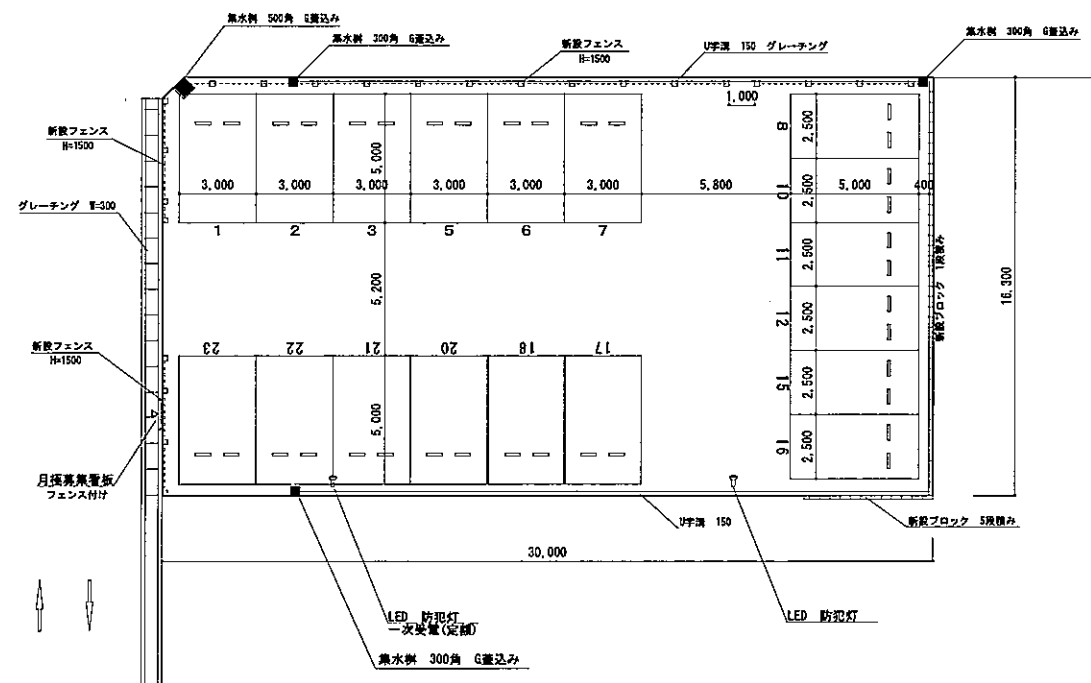 集水桝 500角 G蓋込み
集水桝 300角 G蓋込み
新設フェンス
H=1500
U字溝 150 グレーチング
集水桝 300角 G蓋込み
新設フェンス
H=1500
グレーチング W=300
新設フェンス
H=1500
月極募集看板
フェンス付け
1,000
5,000
3,000 3,000 3,000 3,000 3,000 3,000 5,800 5,000 400
1 2 3 5 6 7
5,200
23 22 21 20 18 17
5,000
8 2,500
10 2,500
11 2,500
12 2,500
15 2,500
16 2,500
新設ブロック 1段積み
16,300
U字溝 150
新設ブロック 5段積み
30,000
LED 防犯灯
一次受電(定額)
LED 防犯灯
集水桝 300角 G蓋込み